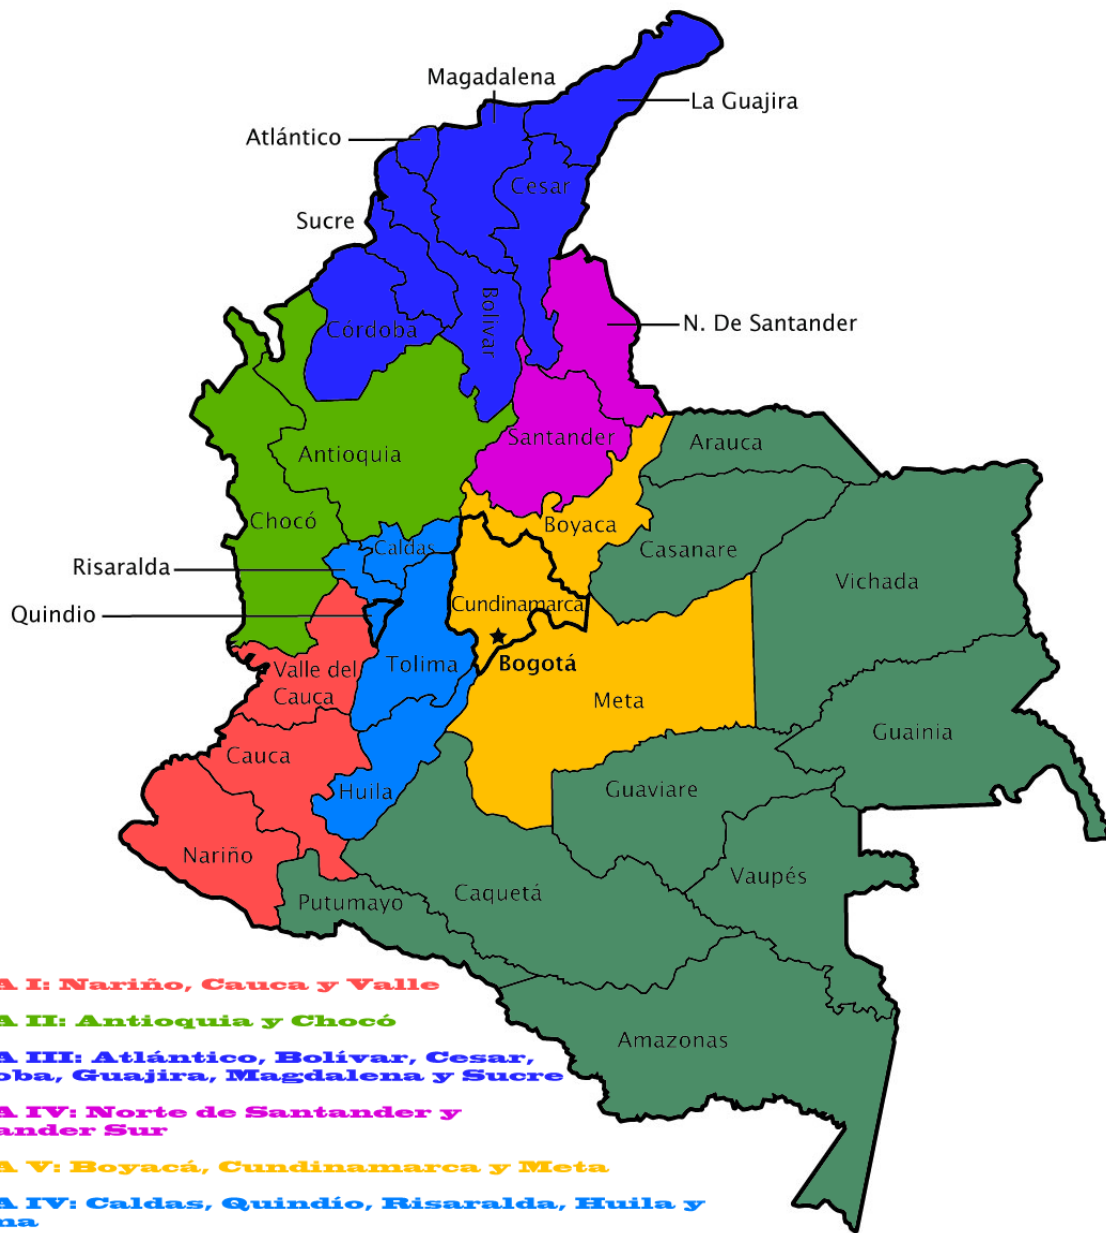 Magadalena
La Guajira
Atlántico
Cesar
Sucre
Bolivar
N. De Santander
Córdoba
Santander
Arauca
Antioquia
Chocó
Boyaca
Caldas
Casanare
Risaralda
Vichada
Quindio
Cundinamarca
Tolima
Bogotá
Valle del
Cauca
Meta
Guainia
Cauca
Huila
Guaviare
Nariño
Vaupés
Caquetá
Putumayo
Amazonas
A I: Nariño, Cauca y Valle
A II: Antioquia y Chocó
A III: Atlántico, Bolívar, Cesar,
oba, Guajira, Magdalena y Sucre
A IV: Norte de Santander y
ander Sur
A V: Boyacá, Cundinamarca y Meta
A IV: Caldas, Quindío, Risaralda, Huila y
na